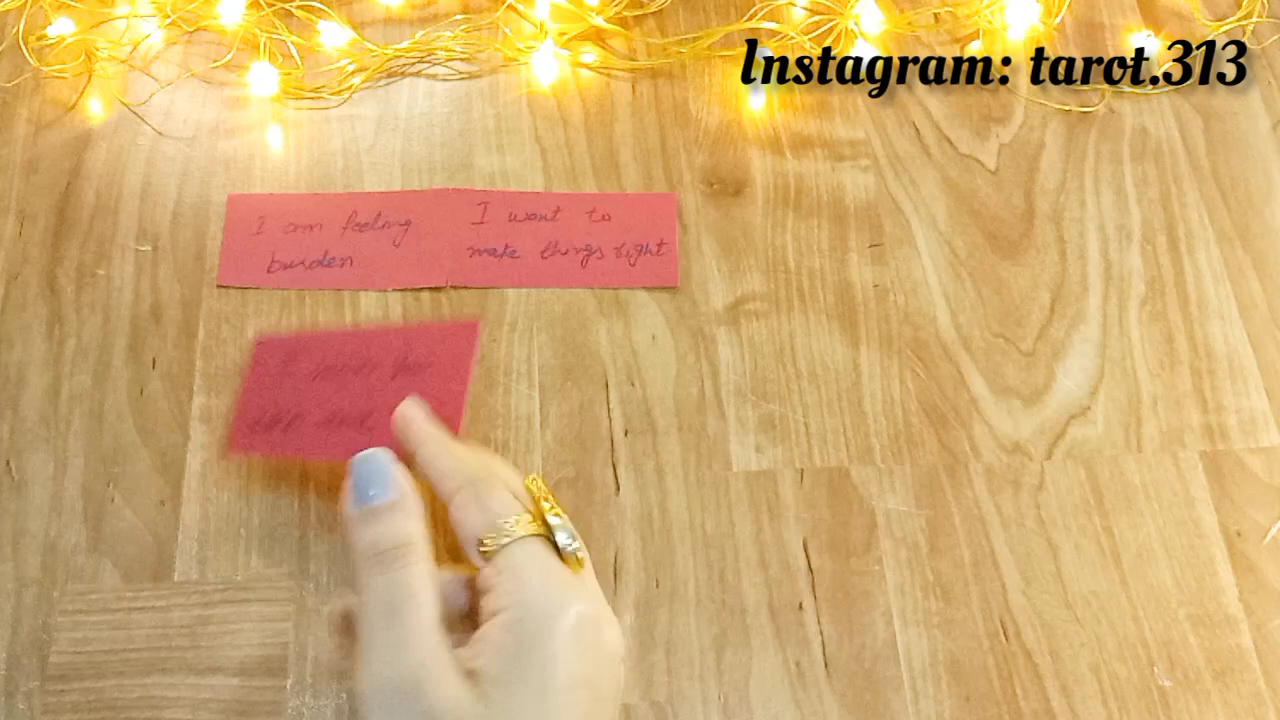 Instagram: tarot.313
I am feeling
burden
I want to
make things right